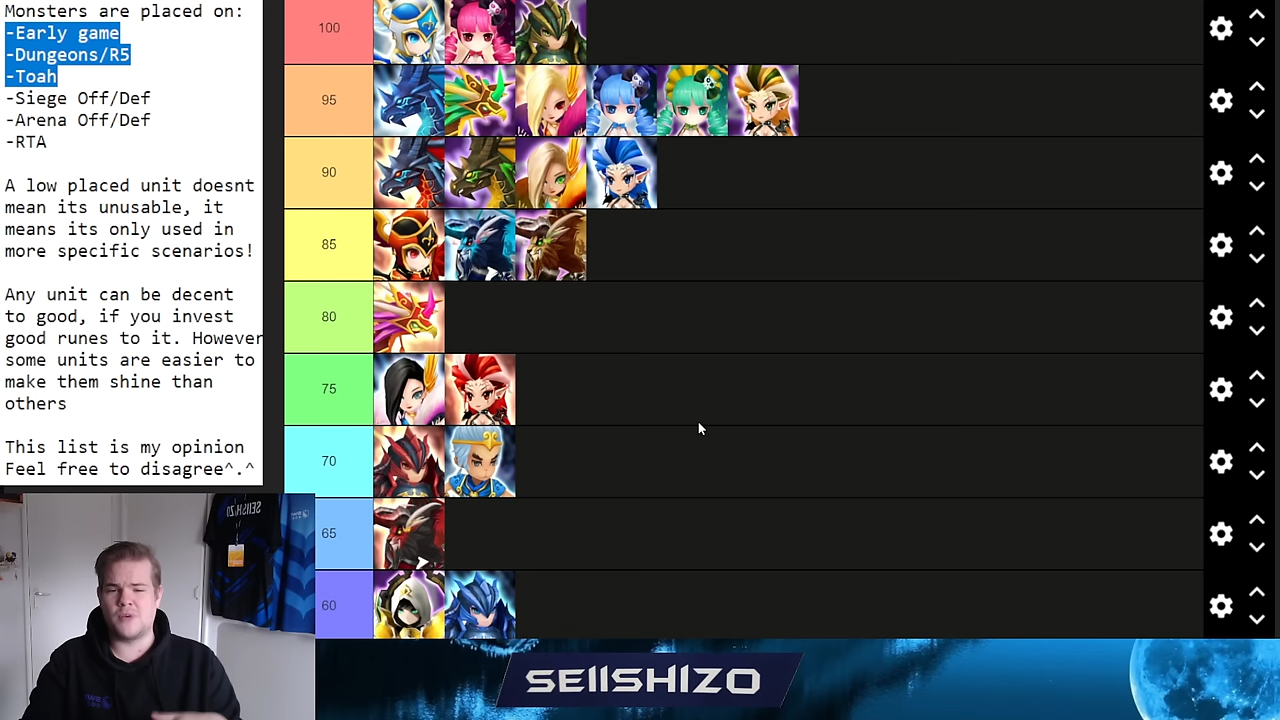 Monsters are placed on:
-Early game
-Dungeons/R5
-Toah
-Siege Off/Def
-Arena Off/Def
-RTA
A low placed unit doesnt
mean its unusable, it
means its only used in
more specific scenarios!
Any unit can be decent
to good, if you invest
good runes to it. However
some units are easier to
make them shine than
others
This list is my opinion
Feel free to disagree^.^
100
95
90
85
80
75
70
65
60
SEIISHIZO
SEIISHIZO